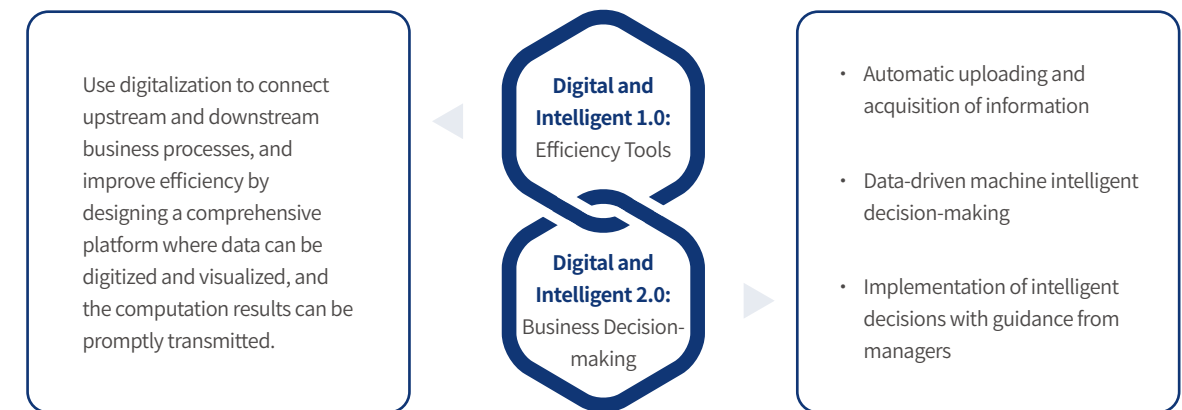 Use digitalization to connect
upstream and downstream
business processes, and
improve efficiency by
designing a comprehensive
platform where data can be
digitized and visualized, and
the computation results can be
promptly transmitted.
Digital and
Intelligent 1.0:
Efficiency Tools
Digital and
Intelligent 2.0:
Business Decision-
making
• Automatic uploading and
acquisition of information
• Data-driven machine intelligent
decision-making
• Implementation of intelligent
decisions with guidance from
managers